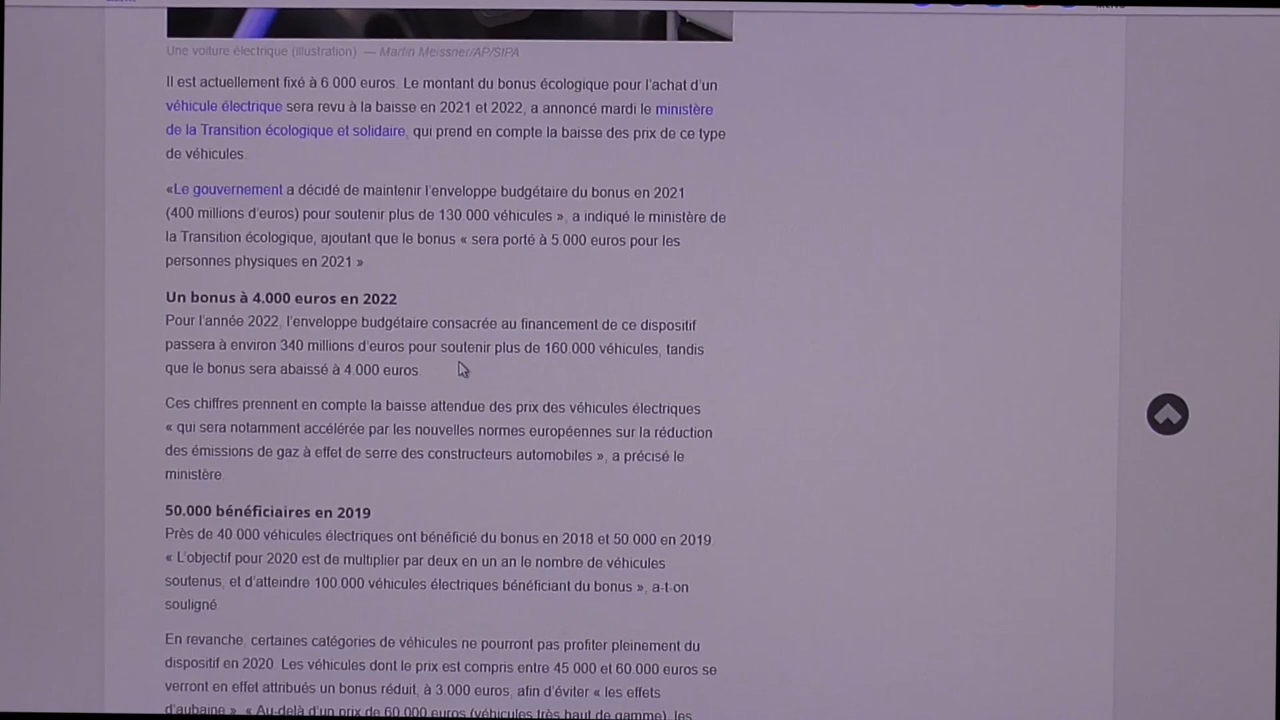 Une voiture électrique (illustration) — Martin Meissner/AP/SIPA
Il est actuellement fixé à 6.000 euros. Le montant du bonus écologique pour l'achat d'un
véhicule électrique sera revu à la baisse en 2021 et 2022, a annoncé mardi le ministère
de la Transition écologique et solidaire, qui prend en compte la baisse des prix de ce type
de véhicules.
«Le gouvernement a décidé de maintenir l'enveloppe budgétaire du bonus en 2021
(400 millions d'euros) pour soutenir plus de 130.000 véhicules », a indiqué le ministère de
la Transition écologique, ajoutant que le bonus « sera porté à 5.000 euros pour les
personnes physiques en 2021 »
Un bonus à 4.000 euros en 2022
Pour l'année 2022, l'enveloppe budgétaire consacrée au financement de ce dispositif
passera à environ 340 millions d'euros pour soutenir plus de 160.000 véhicules, tandis
que le bonus sera abaissé à 4.000 euros.
Ces chiffres prennent en compte la baisse attendue des prix des véhicules électriques
« qui sera notamment accélérée par les nouvelles normes européennes sur la réduction
des émissions de gaz à effet de serre des constructeurs automobiles », a précisé le
ministère.
50.000 bénéficiaires en 2019
Près de 40.000 véhicules électriques ont bénéficié du bonus en 2018 et 50.000 en 2019.
« L'objectif pour 2020 est de multiplier par deux en un an le nombre de véhicules
soutenus, et d'atteindre 100.000 véhicules électriques bénéficiant du bonus », a-t-on
souligné.
En revanche, certaines catégories de véhicules ne pourront pas profiter pleinement du
dispositif en 2020. Les véhicules dont le prix est compris entre 45.000 et 60.000 euros se
verront en effet attribués un bonus réduit, à 3.000 euros, afin d'éviter « les effets
d'aubaine ». « Au-delà d'un prix de 60.000 euros (véhicules très haut de gamme), les